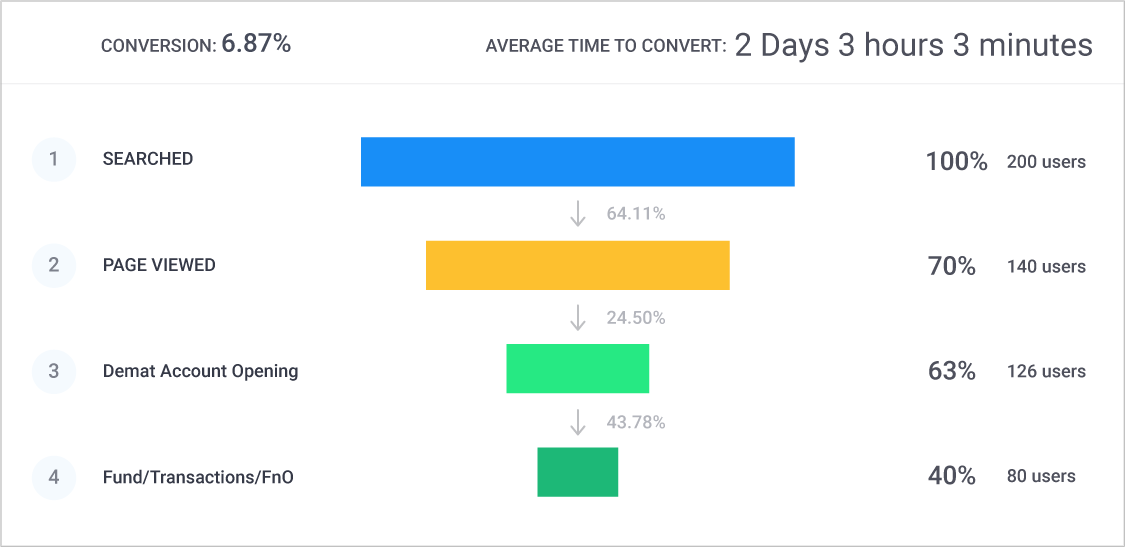 CONVERSION: 6.87% AVERAGE TIME TO CONVERT: 2 Days 3 hours 3 minutes
1 SEARCHED 100% 200 users
64.11%
2 PAGE VIEWED 70% 140 users
24.50%
3 Demat Account Opening 63% 126 users
43.78%
4 Fund/Transactions/FnO 40% 80 users